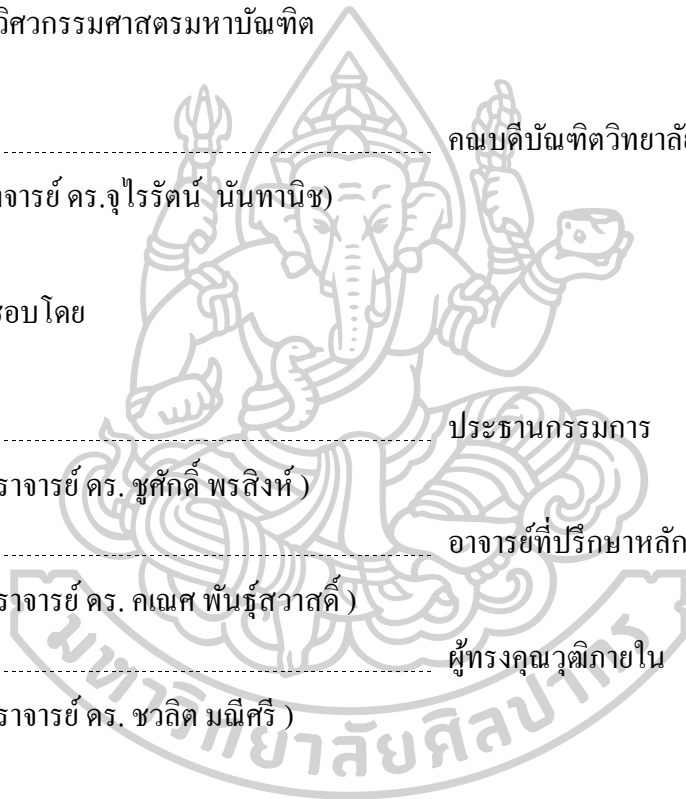 วิศวกรรมศาสตรมหาบัณฑิต
คณบดีบัณฑิตวิทยาลัย
าจารย์ ดร.จุไรรัตน์ นันทานิช)
สอบโดย
ประธานกรรมการ
ราจารย์ ดร. ชูศักดิ์ พรสิงห์ )
อาจารย์ที่ปรึกษาหลัก
ราจารย์ ดร. คเณศ พันธุ์สวาสดิ์ )
ผู้ทรงคุณวุฒิภายใน
ราจารย์ ดร. ชวลิต มณีศรี )
มหาวิทยาลัยศิลปากร